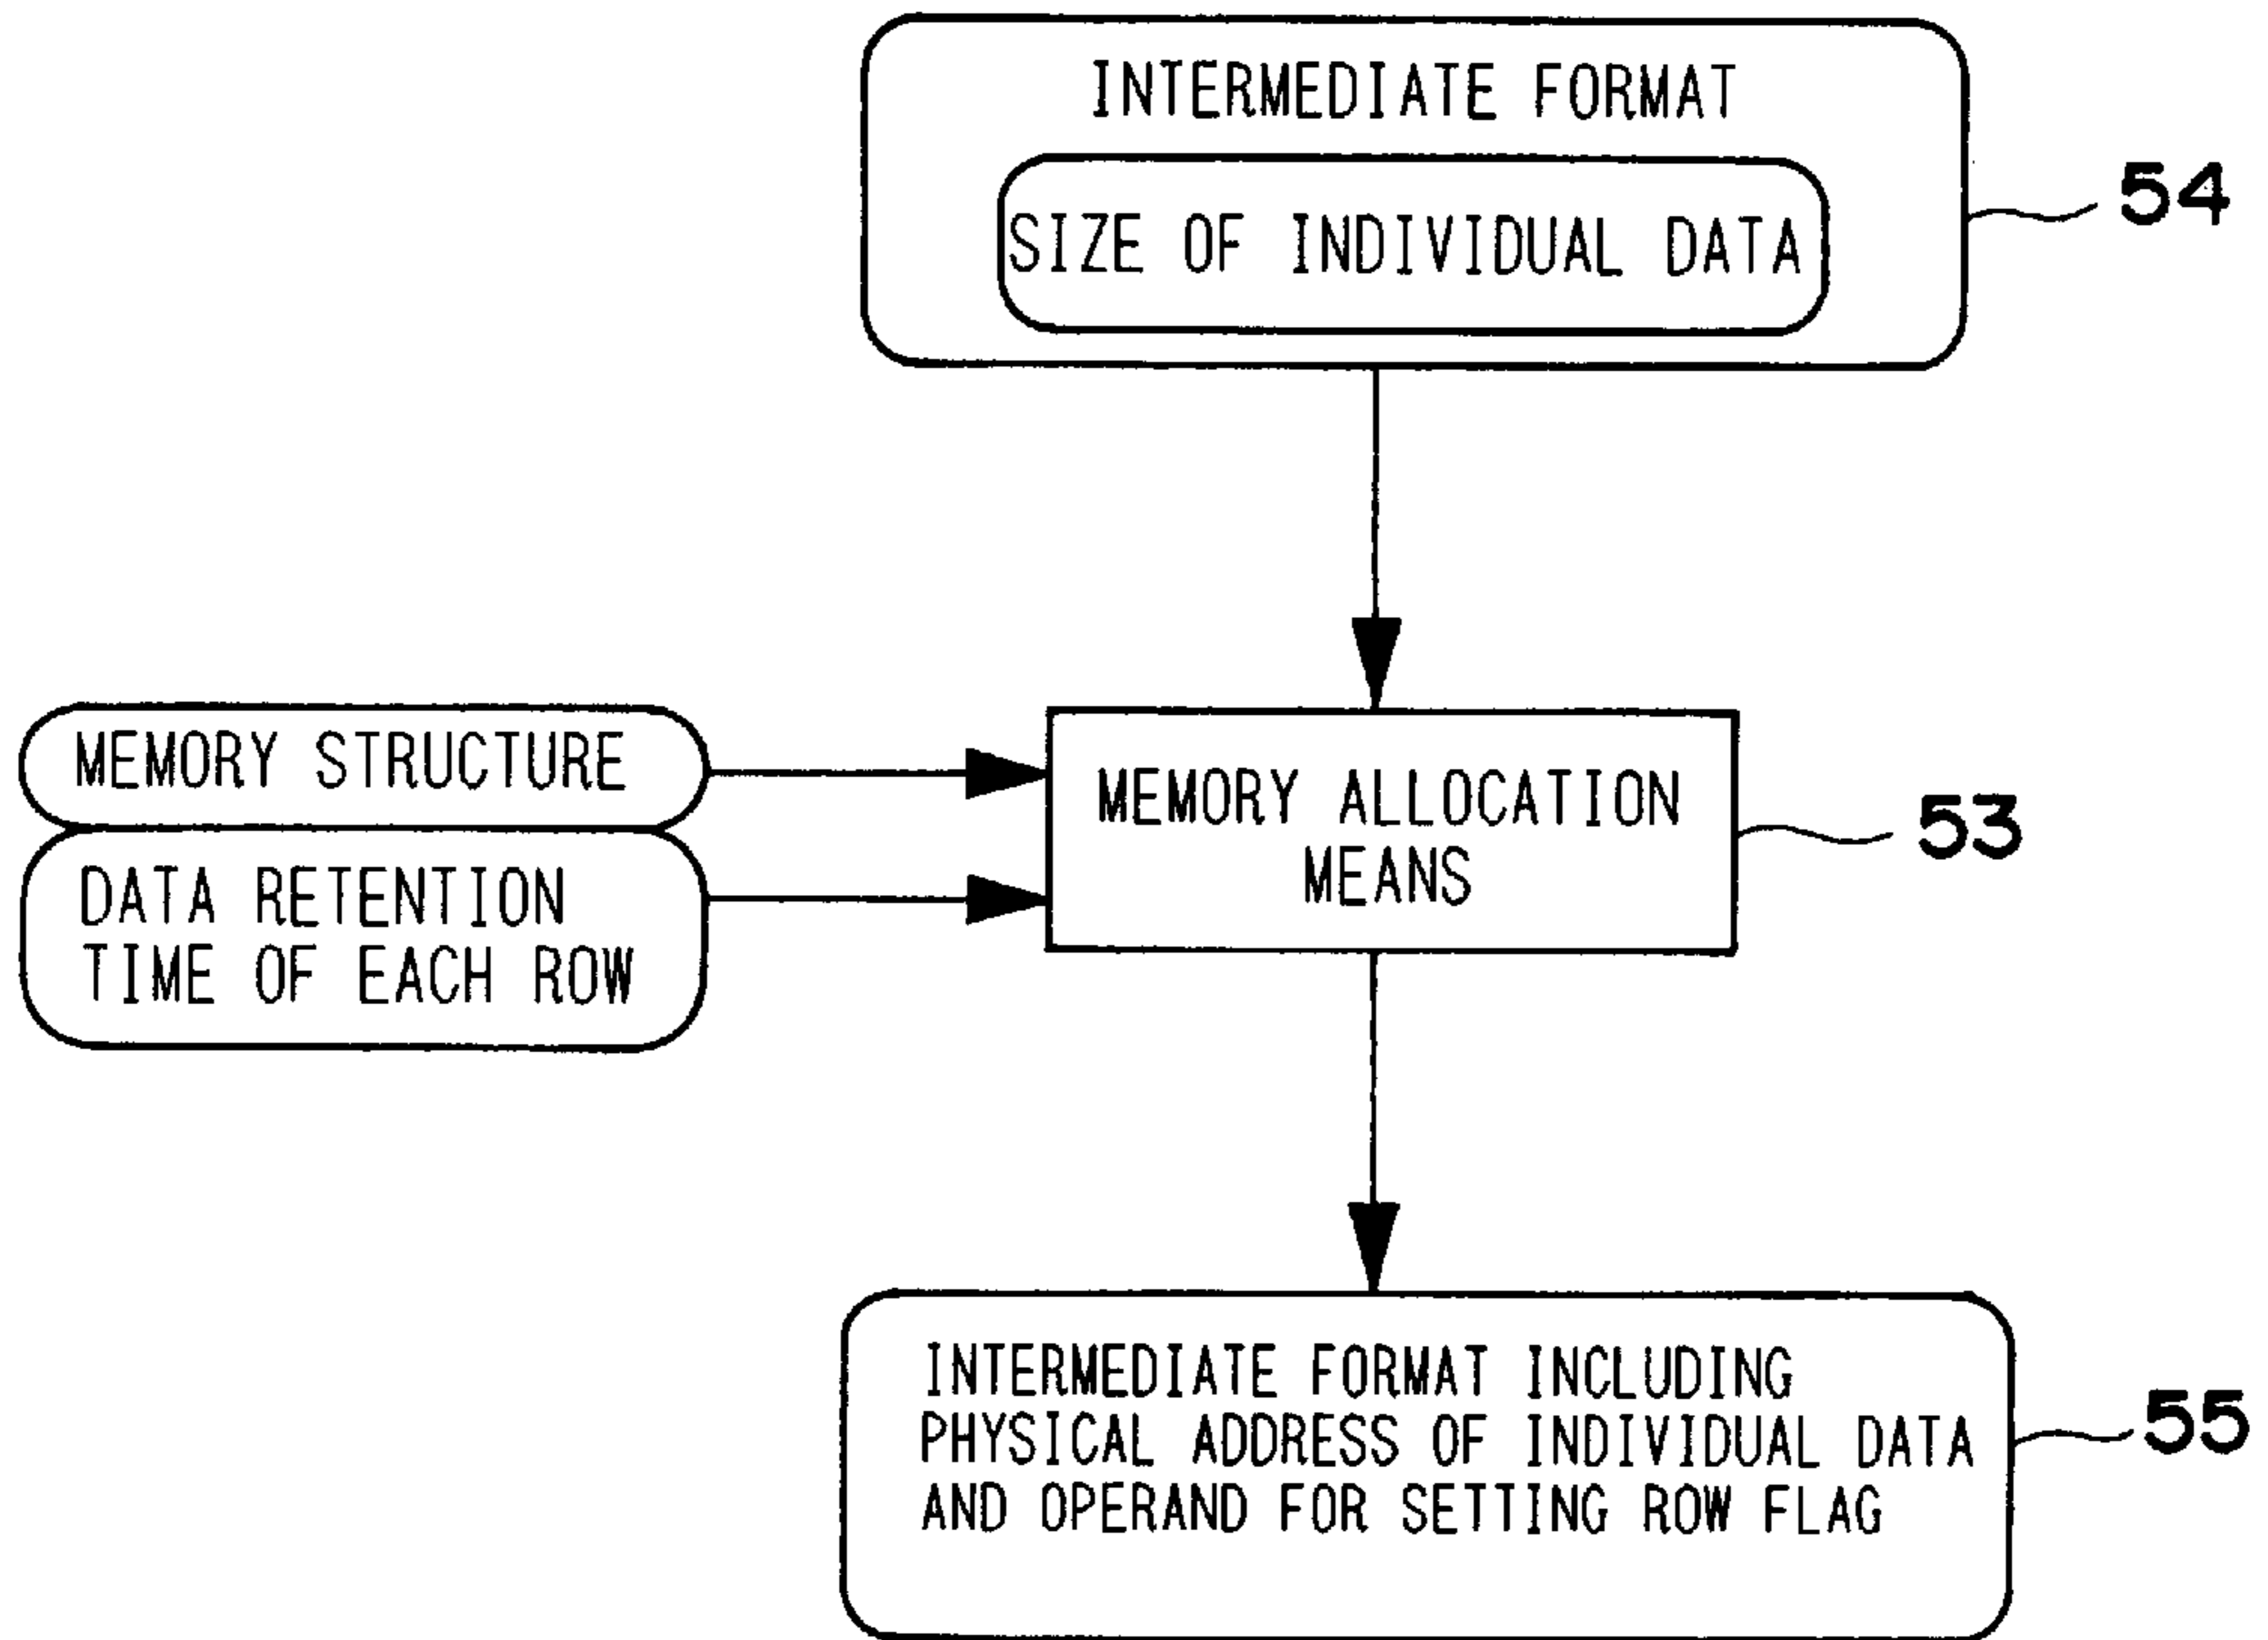 INTERMEDIATE FORMAT
SIZE OF INDIVIDUAL DATA
54
MEMORY STRUCTURE
DATA RETENTION
TIME OF EACH ROW
MEMORY ALLOCATION
MEANS
53
INTERMEDIATE FORMAT INCLUDING
PHYSICAL ADDRESS OF INDIVIDUAL DATA
AND OPERAND FOR SETTING ROW FLAG
55